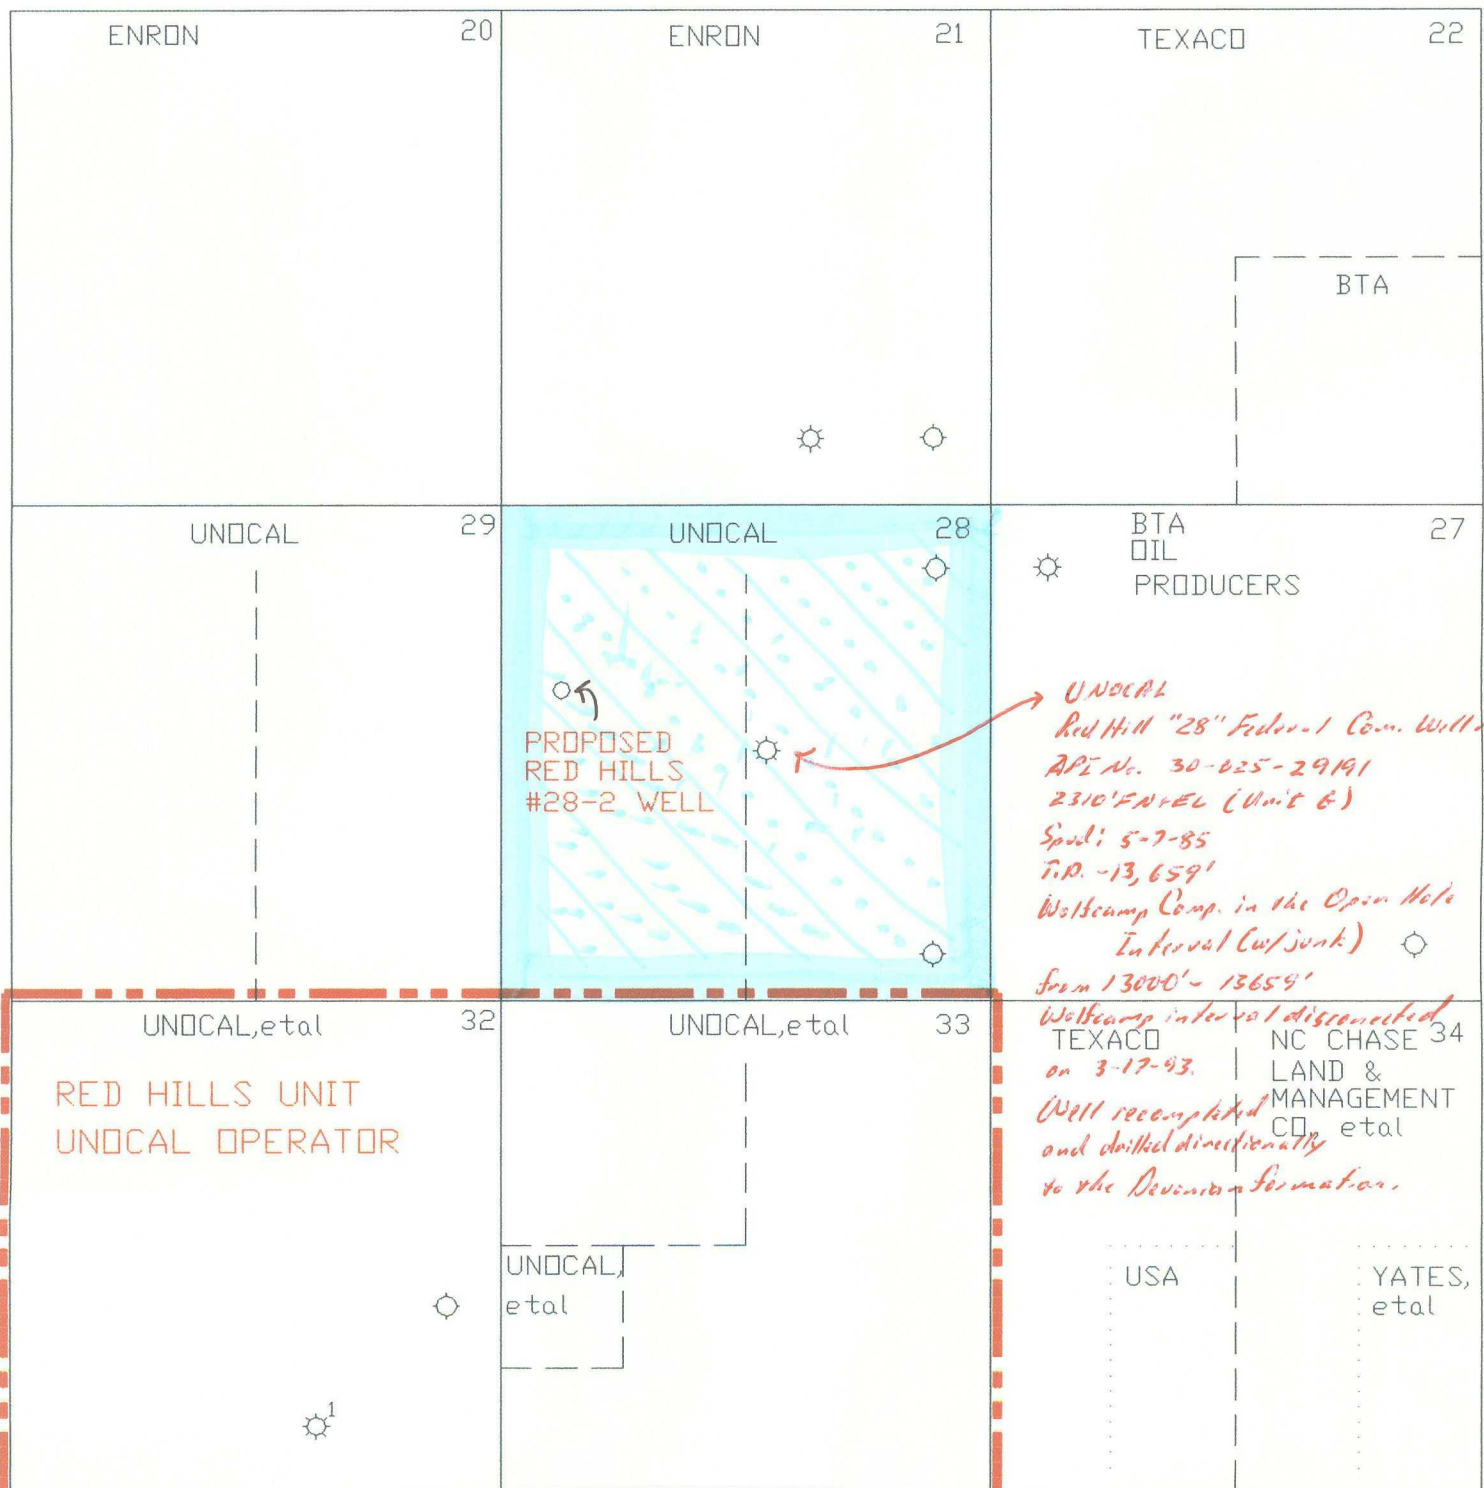 ENRON 20
ENRON 21
TEXACO 22
BTA
UNOCAL 29
UNOCAL 28
BTA
OIL
PRODUCERS
27
PROPOSED
RED HILLS
#28-2 WELL
UNOCAL
Red Hill "28" Federal Com. Well
API No. 30-025-29191
2310' FN&EL (Unit G)
Spud: 5-7-85
T.D. - 13,659'
Wolfcamp Comp. in the Open Hole
Interval (w/junk)
from 13000' - 13659'
Wolfcamp interval disconected
on 3-17-93.
Well recompleted
and drilled directionally
to the Devonian formation.
UNOCAL,etal 32
UNOCAL,etal 33
TEXACO
NC CHASE 34
LAND &
MANAGEMENT
CO, etal
RED HILLS UNIT
UNOCAL OPERATOR
UNOCAL,
etal
USA
YATES,
etal
1